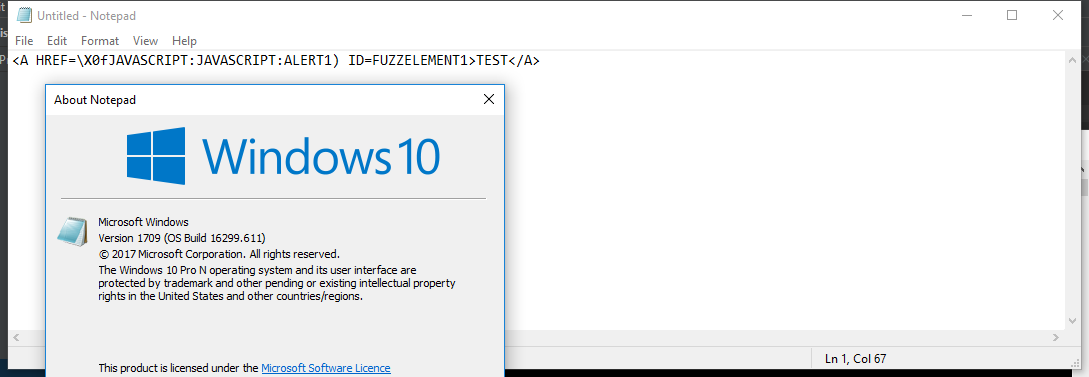 Untitled - Notepad
File Edit Format View Help
<A HREF=\X0fJAVASCRIPT:JAVASCRIPT:ALERT1) ID=FUZZELEMENT1>TEST</A>
About Notepad
Windows 10
Microsoft Windows
Version 1709 (OS Build 16299.611)
© 2017 Microsoft Corporation. All rights reserved.
The Windows 10 Pro N operating system and its user interface are
protected by trademark and other pending or existing intellectual property
rights in the United States and other countries/regions.
This product is licensed under the Microsoft Software Licence
Ln 1, Col 67